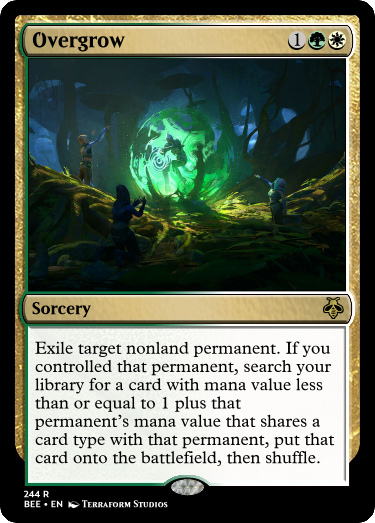 Overgrow
1
Sorcery
Exile target nonland permanent. If you
controlled that permanent, search your
library for a card with mana value less
than or equal to 1 plus that
permanent's mana value that shares a
card type with that permanent, put that
card onto the battlefield, then shuffle.
244 R
BEE • EN Terraform Studios